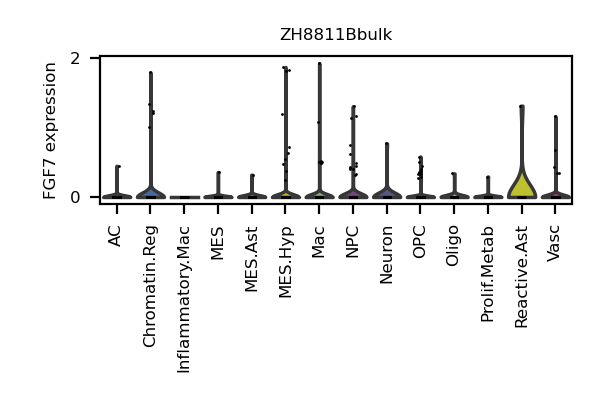 ZH8811Bbulk
FGF7 expression
2
0
AC
Chromatin.Reg
Inflammatory.Mac
MES
MES.Ast
MES.Hyp
Mac
NPC
Neuron
OPC
Oligo
Prolif.Metab
Reactive.Ast
Vasc